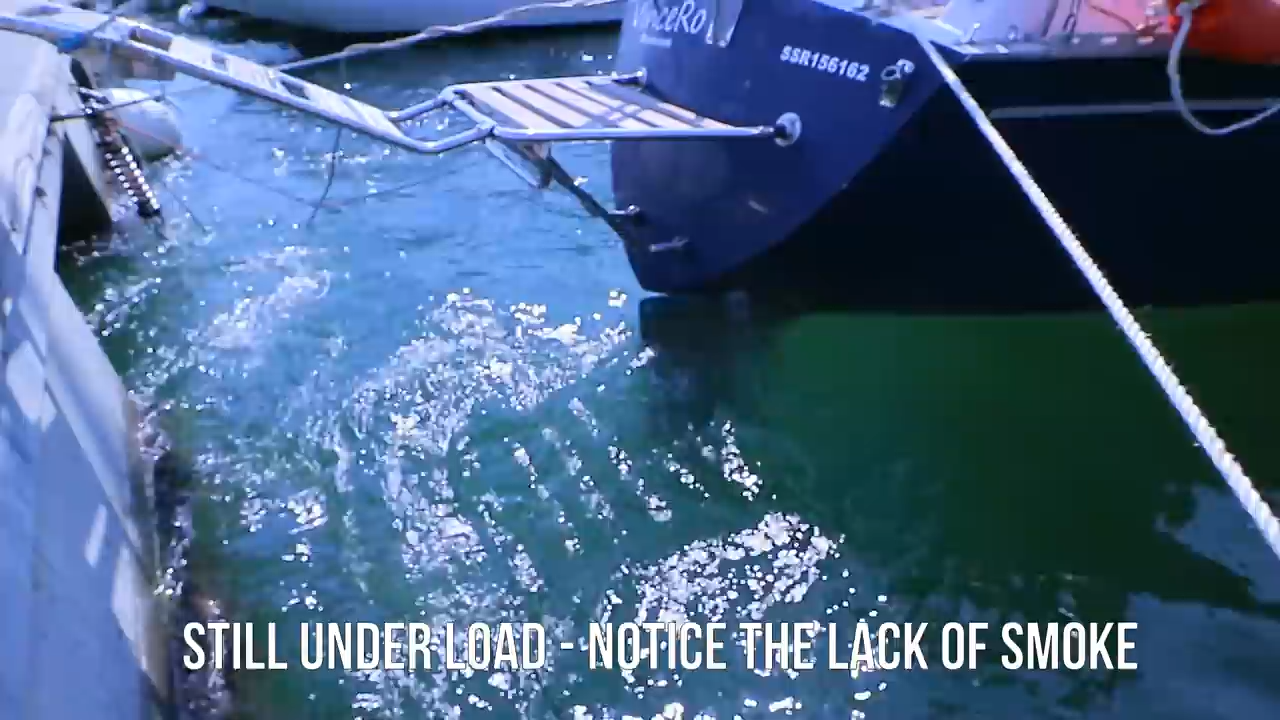 SSR156162
STILL UNDER LOAD - NOTICE THE LACK OF SMOKE